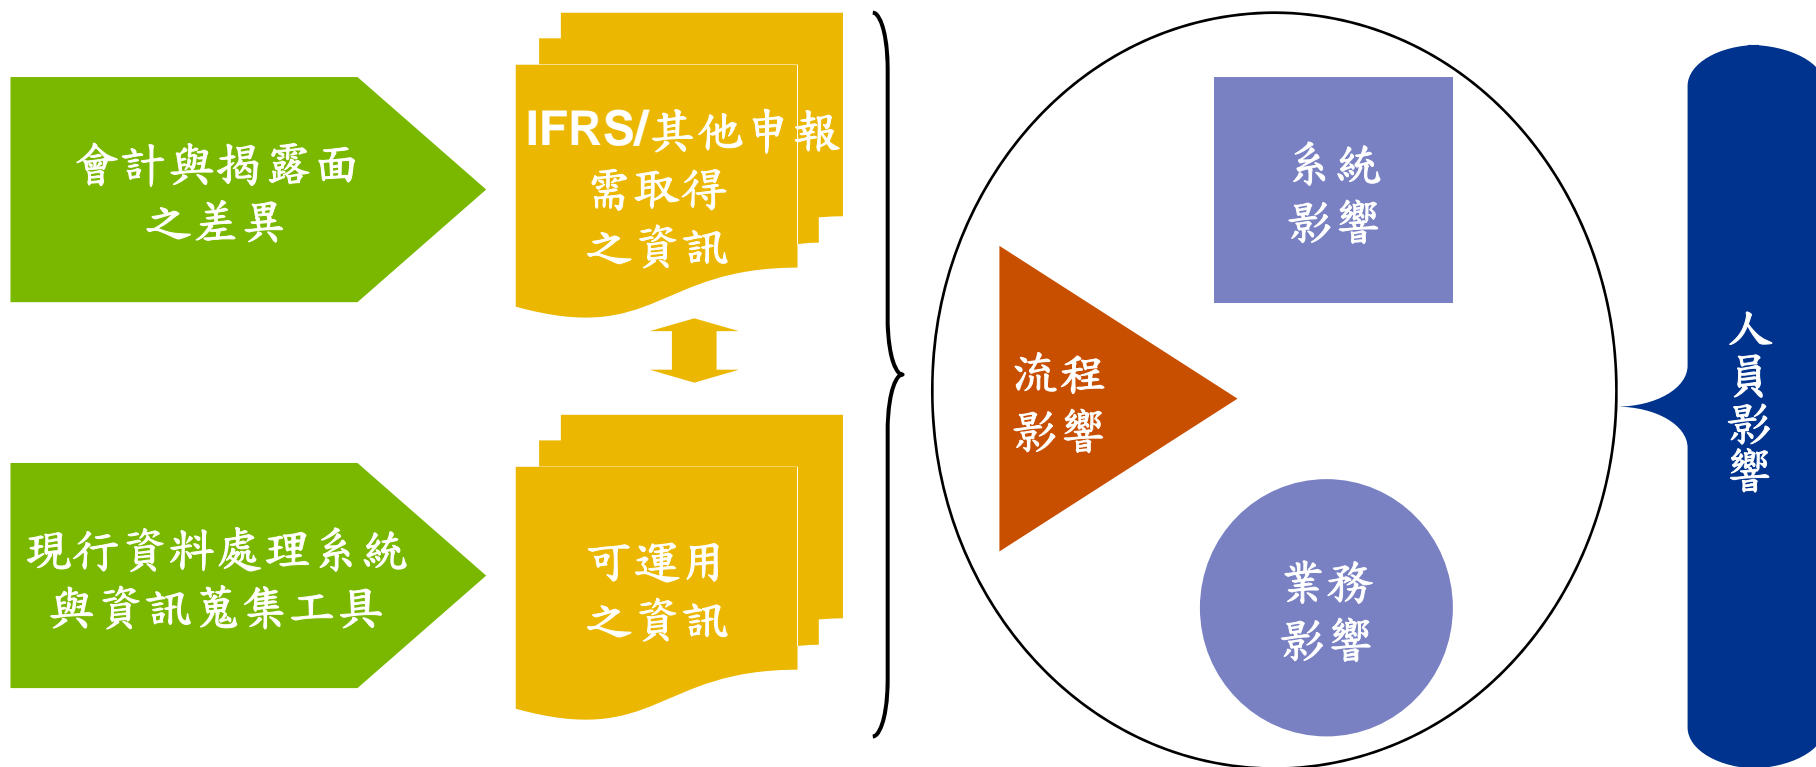 會計與揭露面
之差異
IFRS/其他申報
需取得
之資訊
現行資料處理系統
與資訊蒐集工具
可運用
之資訊
系統
影響
流程
影響
業務
影響
人員影響